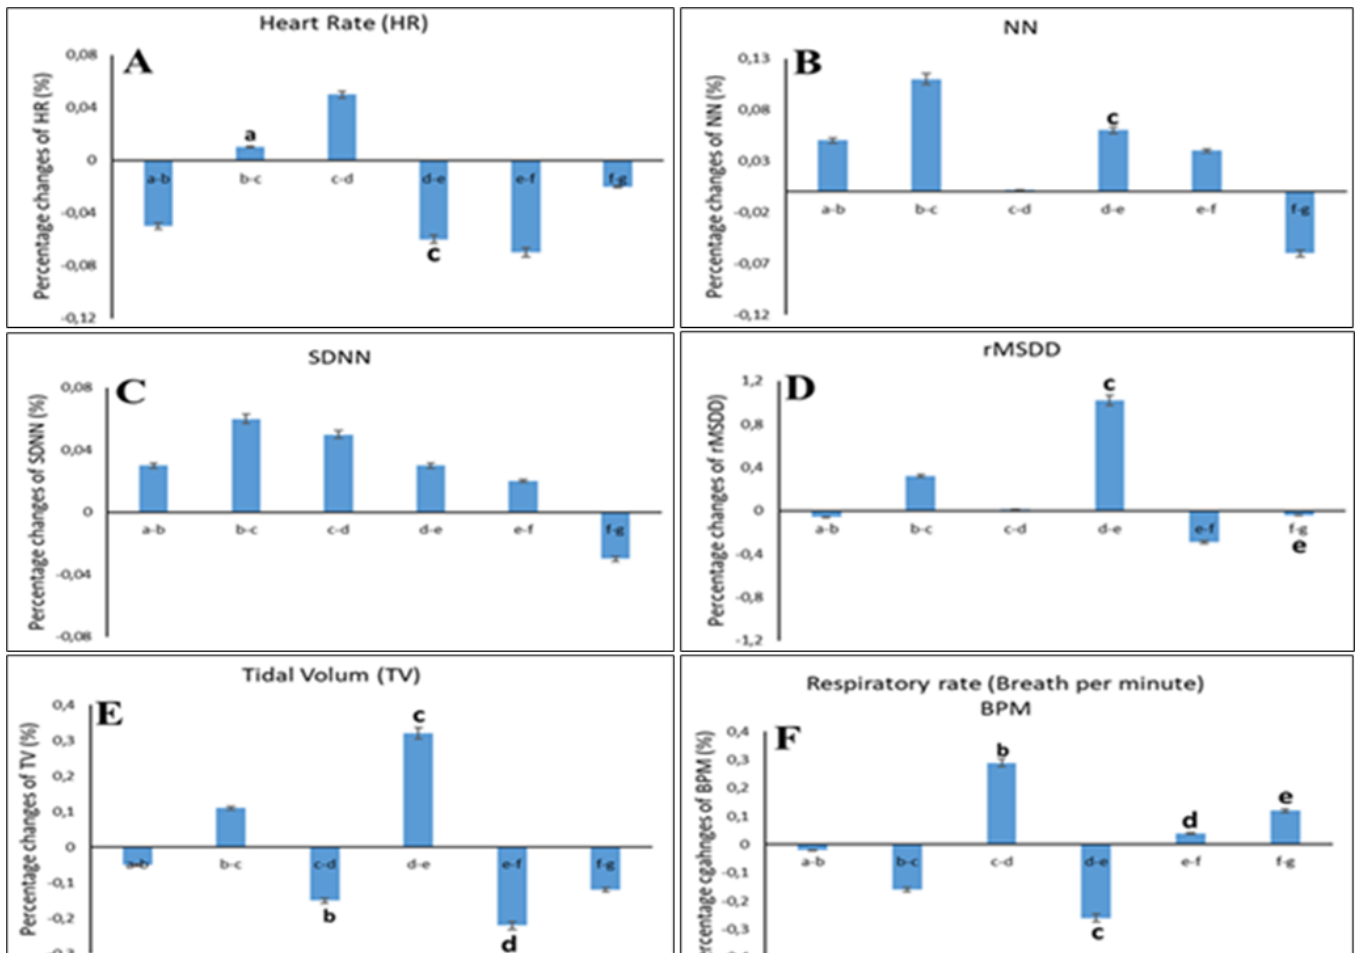 Heart Rate (HR)
A
Percentage changes of HR (%)
0,08
0,04
0
-0,04
-0,08
-0,12
a
a-b
b-c
c-d
d-e
e-f
f-g
c
NN
B
Percentage changes of NN (%)
0,13
0,08
0,03
-0,02
-0,07
-0,12
c
a-b
b-c
c-d
d-e
e-f
f-g
SDNN
C
Percentage changes of SDNN (%)
0,08
0,04
0
-0,04
-0,08
a-b
b-c
c-d
d-e
e-f
f-g
rMSDD
D
Percentage changes of rMSDD)
1,2
0,8
0,4
0
-0,4
-0,8
-1,2
c
a-b
b-c
c-d
d-e
e-f
f-g
e
Tidal Volum (TV)
E
Percentage changes of TV (%)
0,4
0,3
0,2
0,1
0
-0,1
-0,2
c
a-b
b-c
c-d
d-e
e-f
f-g
b
d
Respiratory rate (Breath per minute)
BPM
F
rcentage cgahnges of BPM (%)
0,4
0,3
0,2
0,1
0
-0,1
-0,2
-0,3
b
d
e
a-b
b-c
c-d
d-e
e-f
f-g
c